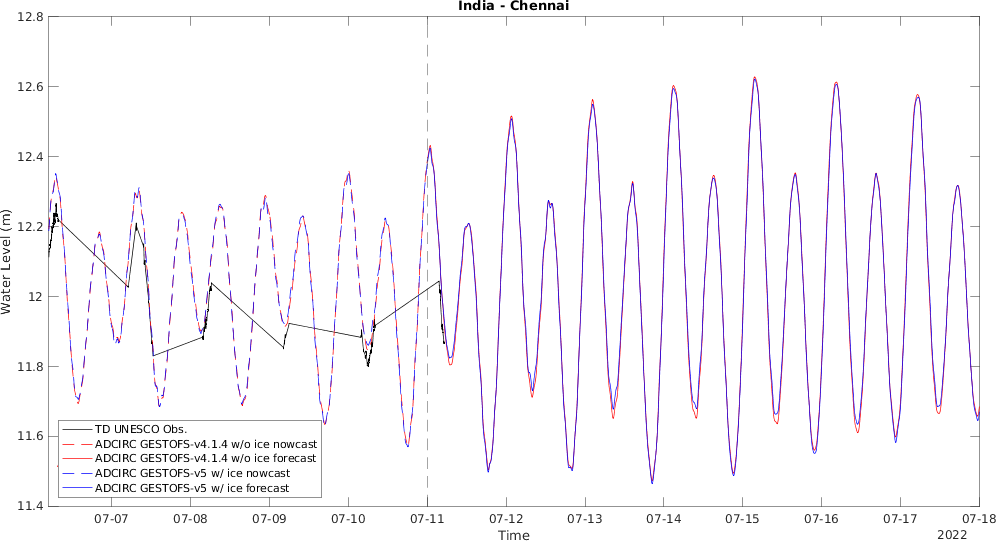 India - Chennai
Water Level (m)
12.8
12.6
12.4
12.2
12
11.8
11.6
11.4
TD UNESCO Obs.
ADCIRC GESTOFS-v4.1.4 w/o ice nowcast
ADCIRC GESTOFS-v4.1.4 w/o ice forecast
ADCIRC GESTOFS-v5 w/ ice nowcast
ADCIRC GESTOFS-v5 w/ ice forecast
07-07 07-08 07-09 07-10 07-11 07-12 07-13 07-14 07-15 07-16 07-17 07-18
Time
2022